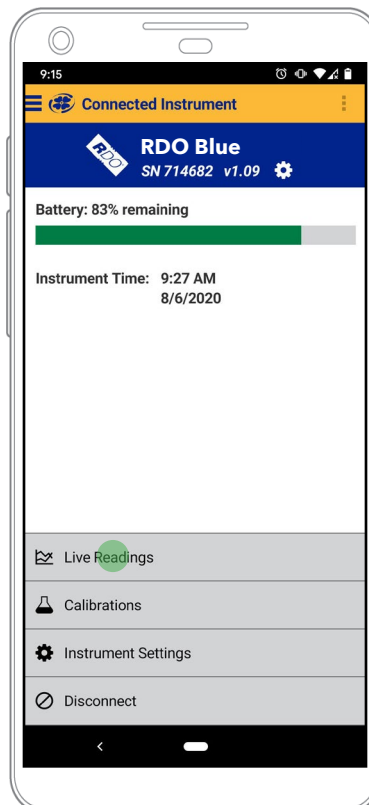 9:15
Connected Instrument
RDO
RDO Blue
SN 714682 v1.09
Battery: 83% remaining
Instrument Time: 9:27 AM
8/6/2020
Live Readings
Calibrations
Instrument Settings
Disconnect